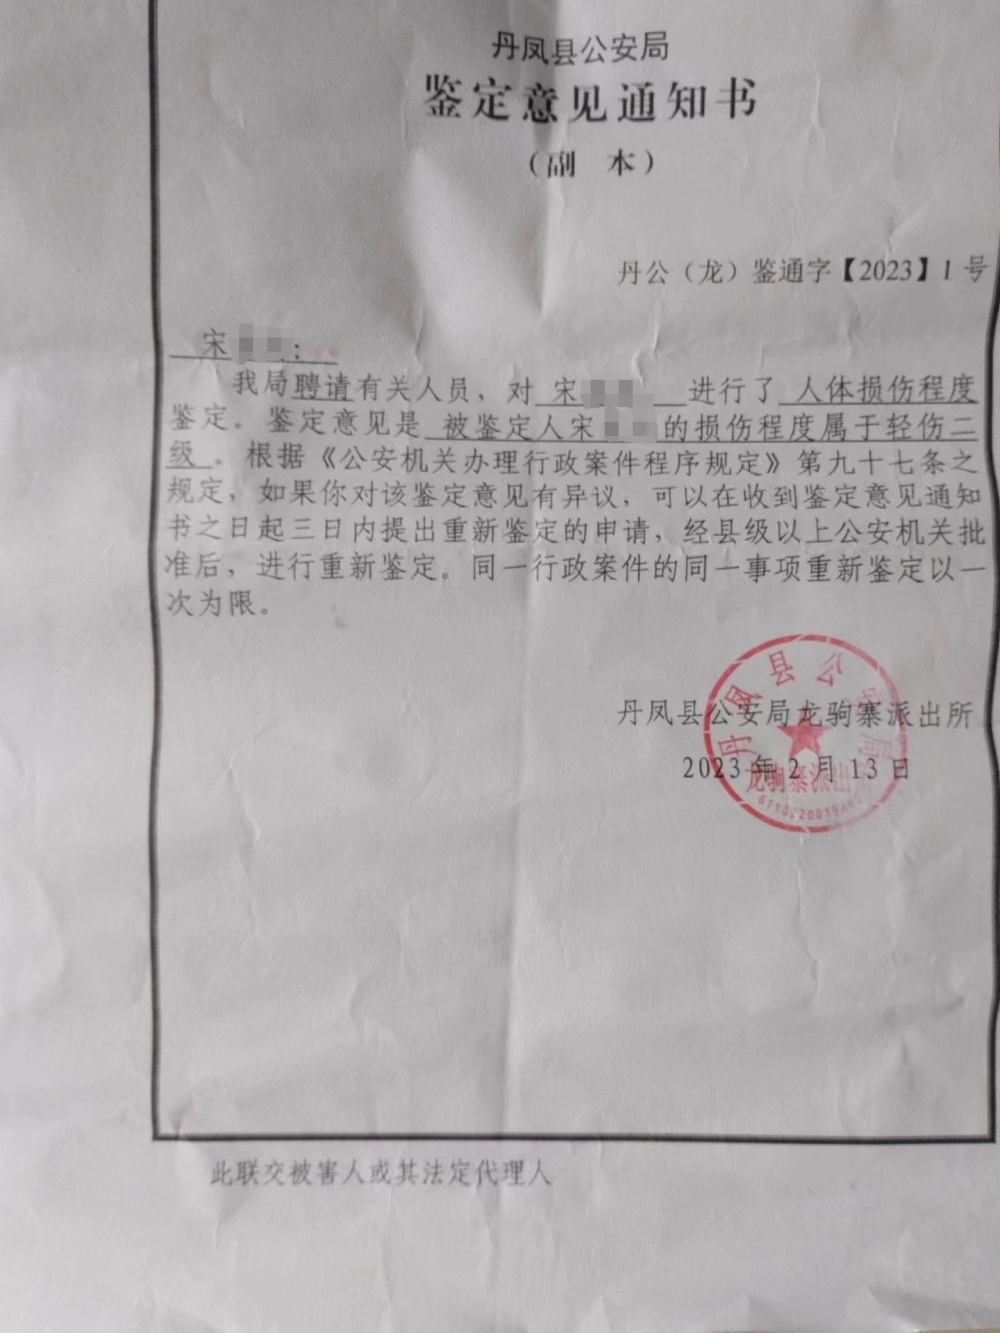 丹凤县公安局
鉴定意见通知书
（副 本）
丹公（龙）鉴通字【2023】1号
宋 ：
我局聘请有关人员，对 宋 进行了 人体损伤程度
鉴定。鉴定意见是 被鉴定人宋 的损伤程度属于轻伤二
级 。根据《公安机关办理行政案件程序规定》第九十七条之
规定，如果你对该鉴定意见有异议，可以在收到鉴定意见通知
书之日起三日内提出重新鉴定的申请，经县级以上公安机关批
准后，进行重新鉴定。同一行政案件的同一事项重新鉴定以一
次为限。
丹凤县公安局龙驹寨派出所
2023年2月13日
丹凤县公安局
龙驹寨派出
此联交被害人或其法定代理人